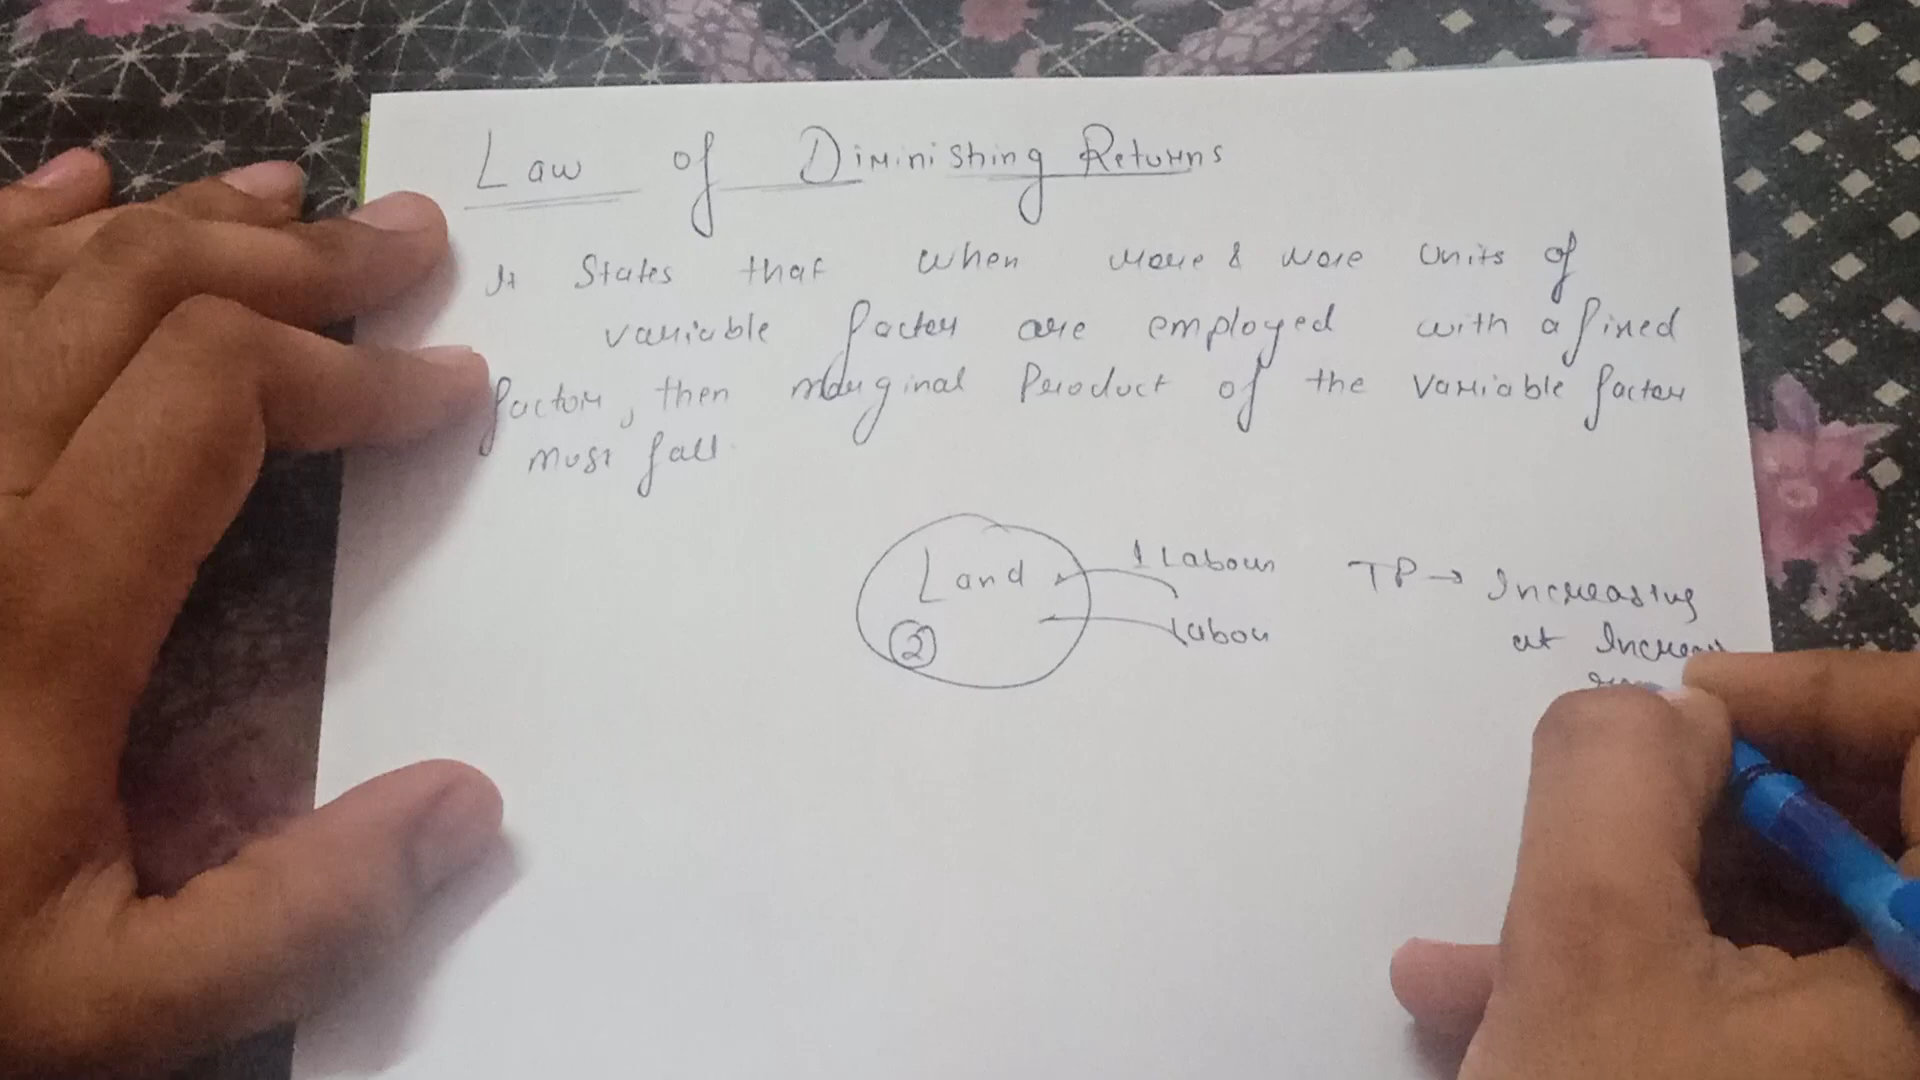 Law of Diminishing Returns
It States that when more & more Units of
variable factor are employed with a fixed
factor, then marginal Product of the variable factor
must fall
Land
1 Labour
TP → Increasing
②
Labou
at Increas